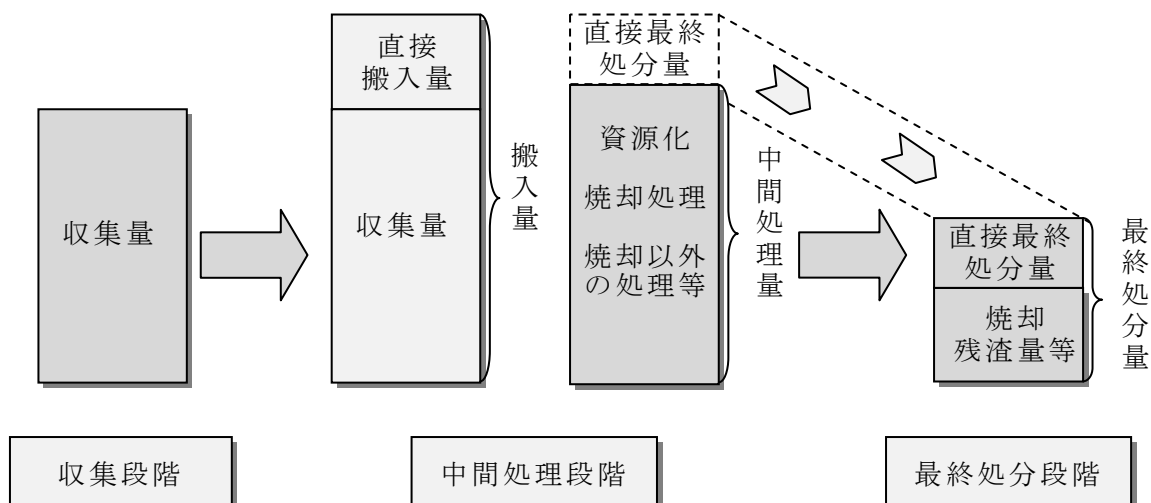 収集量
直接
搬入量
収集量
搬入量
直接最終
処分量
資源化
焼却処理
焼却以外
の処理等
中間処理量
直接最終
処分量
焼却
残渣量等
最終処分量
収集段階
中間処理段階
最終処分段階